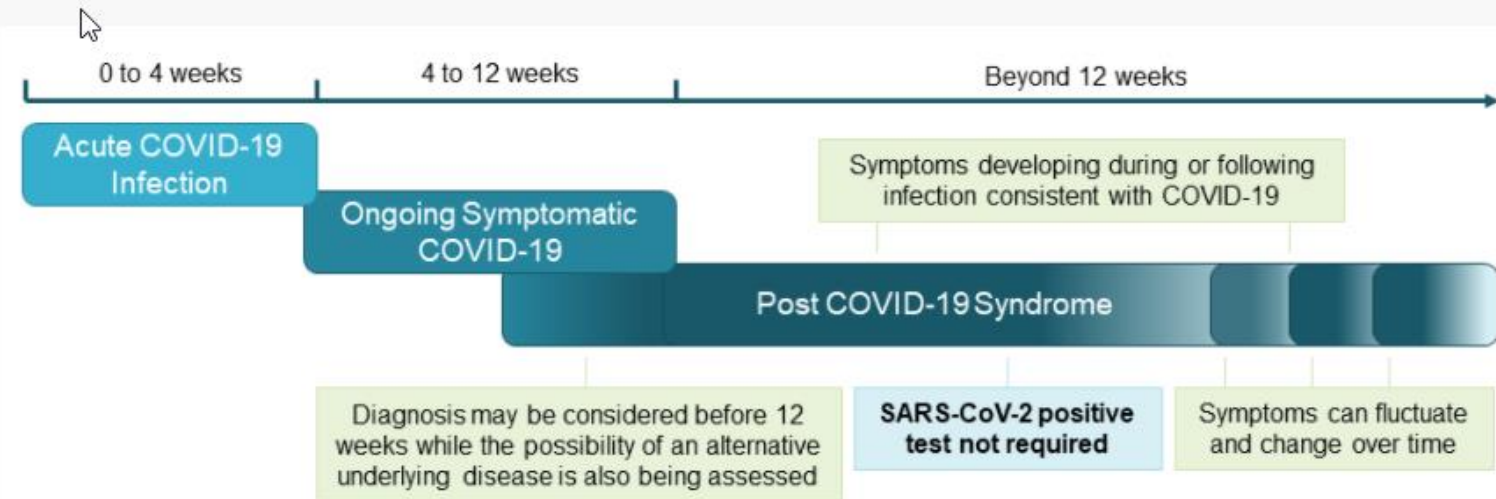 0 to 4 weeks
4 to 12 weeks
Beyond 12 weeks
Acute COVID-19
Infection
Ongoing Symptomatic
COVID-19
Symptoms developing during or following
infection consistent with COVID-19
Post COVID-19 Syndrome
Diagnosis may be considered before 12
weeks while the possibility of an alternative
underlying disease is also being assessed
SARS-CoV-2 positive
test not required
Symptoms can fluctuate
and change over time